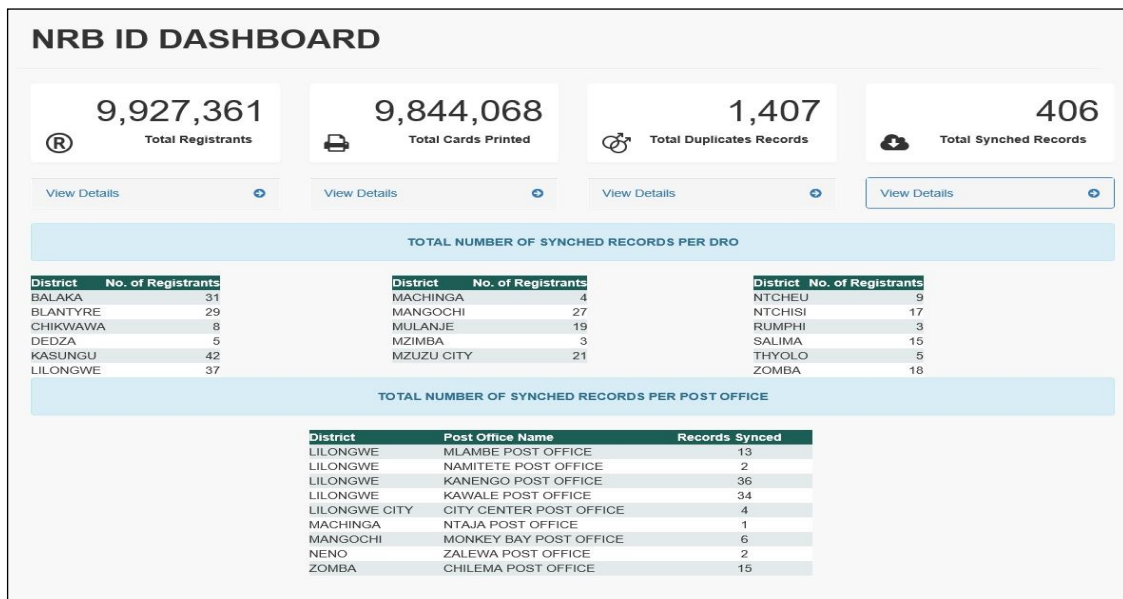 NRB ID DASHBOARD
9,927,361
Total Registrants
9,844,068
Total Cards Printed
1,407
Total Duplicates Records
406
Total Synched Records
View Details
View Details
View Details
View Details
TOTAL NUMBER OF SYNCHED RECORDS PER DRO
District No. of Registrants
BALAKA 31
BLANTYRE 29
CHIKWAWA 8
DEDZA 5
KASUNGU 42
LILONGWE 37
District No. of Registrants
MACHINGA 4
MANGOCHI 27
MULANJE 19
MZIMBA 3
MZUZU CITY 21
District No. of Registrants
NTCHEU 9
NTCHISI 17
RUMPHI 3
SALIMA 15
THYOLO 5
ZOMBA 18
TOTAL NUMBER OF SYNCHED RECORDS PER POST OFFICE
District Post Office Name Records Synced
LILONGWE MLAMBE POST OFFICE 13
LILONGWE NAMITETE POST OFFICE 2
LILONGWE KANENGO POST OFFICE 36
LILONGWE KAWALE POST OFFICE 34
LILONGWE CITY CITY CENTER POST OFFICE 4
MACHINGA NTAJA POST OFFICE 1
MANGOCHI MONKEY BAY POST OFFICE 6
NENO ZALEWA POST OFFICE 2
ZOMBA CHILEMA POST OFFICE 15